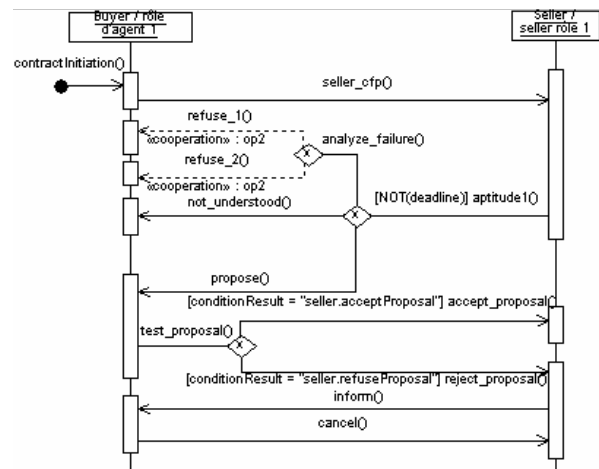 Buyer / rôle
d'agent 1
Seller /
seller rôle 1
contractInitiation()
seller_cfp()
refuse_1()
«cooperation» : op2
analyze_failure()
X
refuse_2()
«cooperation» : op2
not_understood()
X
[NOT(deadline)] aptitude1()
propose()
[conditionResult = "seller.acceptProposal"] accept_proposal()
test_proposal()
X
[conditionResult = "seller.refuseProposal"] reject_proposal()
inform()
cancel()